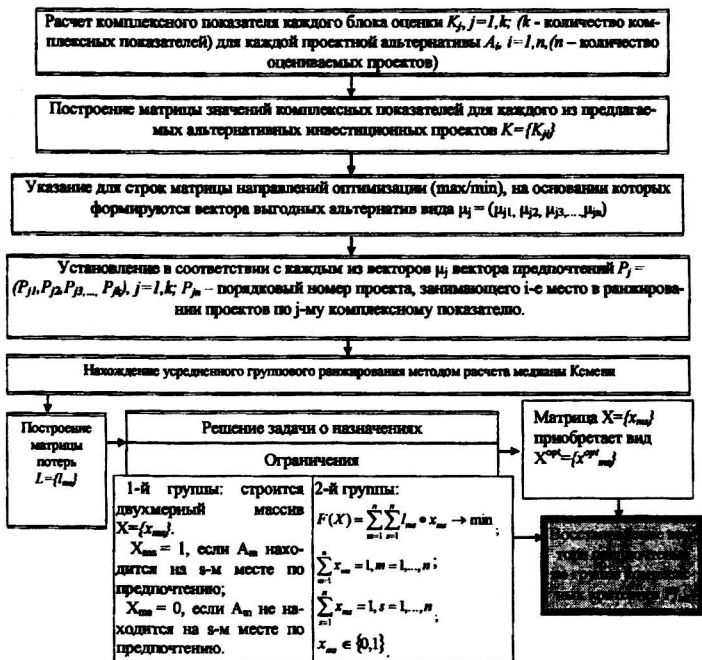 Расчет комплексного показателя каждого блока оценки Kj, j=1,k; (k - количество ком-
плексных показателей) для каждой проектной альтернативы Ai, i=1,n,(n – количество
оцениваемых проектов)
Построение матрицы значений комплексных показателей для каждого из предлагае-
мых альтернативных инвестиционных проектов K={Kji}
Указание для строк матрицы направлений оптимизации (max/min), на основании которых
формируются вектора выгодных альтернатив вида μj = (μj1, μj2, μj3,...,μjn)
Установление в соответствии с каждым из векторов μj вектора предпочтений Pj =
(Pj1,Pj2,Pj3,..., Pjn), j=1,k; Pjn – порядковый номер проекта, занимающего i-е место в ранжирова-
нии проектов по j-му комплексному показателю.
Нахождение усредненного группового ранжирования методом расчета медианы Кемени
Построение
матрицы
потерь
L={lms}
Решение задачи о назначениях
Ограничения
Матрица X={xms}
приобретает вид
Xopt={xoptms}
1-й группы: строится
двухмерный массив
X={xms}.
Xms = 1, если Am нахо-
дится на s-м месте по
предпочтению;
Xms = 0, если Am не на-
ходится на s-м месте по
предпочтению.
2-й группы:
F(X) = ∑∑ lms • xms → min ;
∑ xms = 1, m = 1,..., n ;
∑ xms = 1, s = 1,..., n ;
xms ∈ {0,1} .